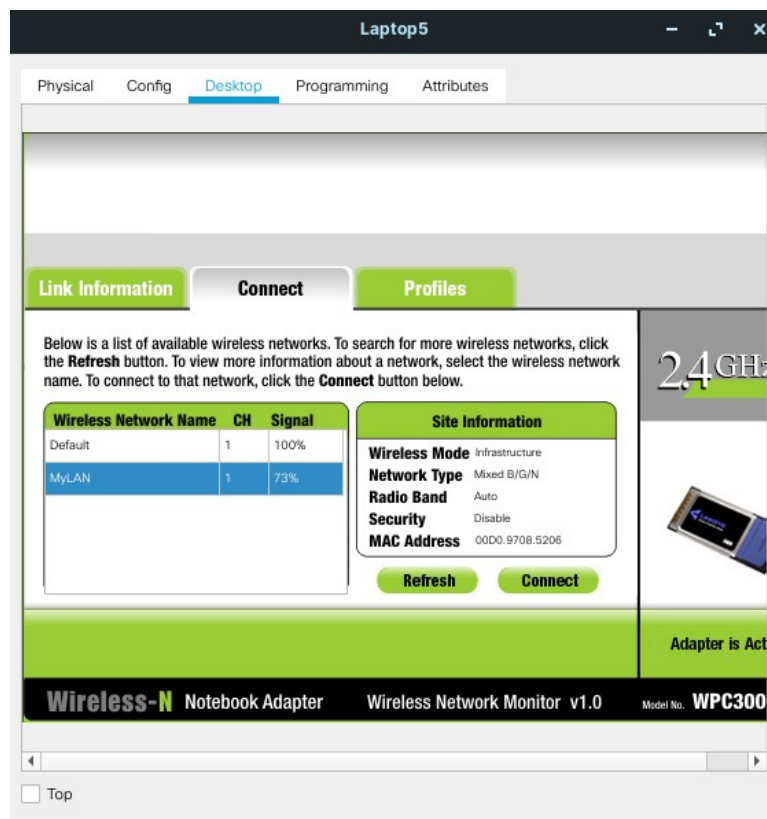 Laptop5
Physical Config Desktop Programming Attributes
Link Information Connect Profiles
Below is a list of available wireless networks. To search for more wireless networks, click
the Refresh button. To view more information about a network, select the wireless network
name. To connect to that network, click the Connect button below.
2.4 GHz
Wireless Network Name CH Signal
Default 1 100%
MyLAN 1 73%
Site Information
Wireless Mode Infrastructure
Network Type Mixed B/G/N
Radio Band Auto
Security Disable
MAC Address 00D0.9708.5206
Refresh Connect
Adapter is Act
Wireless-N Notebook Adapter Wireless Network Monitor v1.0 Model No. WPC300
Top